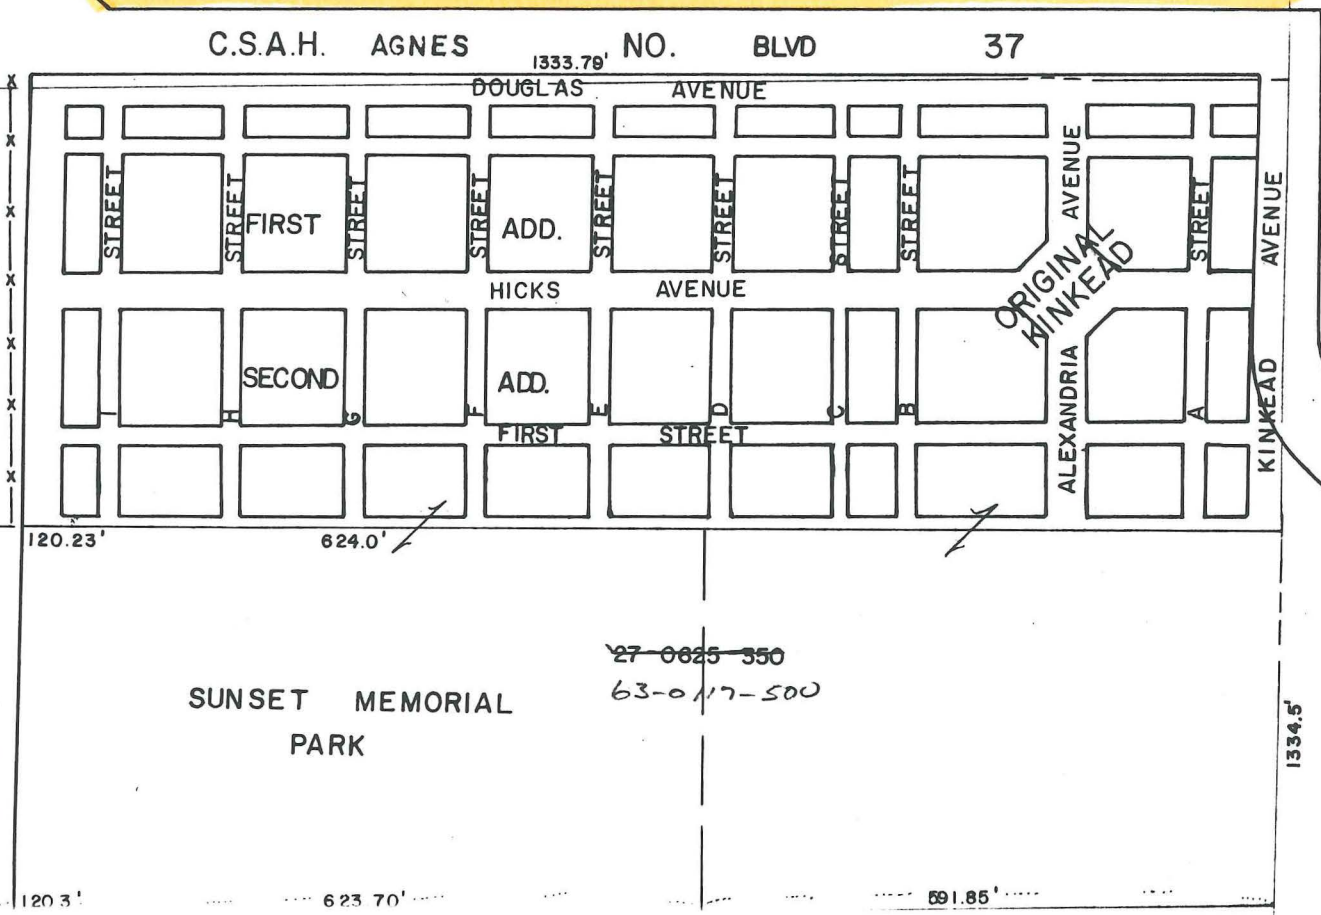 C.S.A.H. AGNES NO. BLVD 37
1333.79'
DOUGLAS AVENUE
STREET STREET STREET STREET STREET STREET STREET STREET AVENUE STREET AVENUE
FIRST ADD.
ORIGINAL
KINKEAD
HICKS AVENUE
SECOND ADD.
ALEXANDRIA
KINKEAD
I H G F E D C B A
FIRST STREET
120.23' 624.0'
27 0625 350
63-0117-500
SUNSET MEMORIAL
PARK
1334.5'
120.3' 623.70' 591.85'